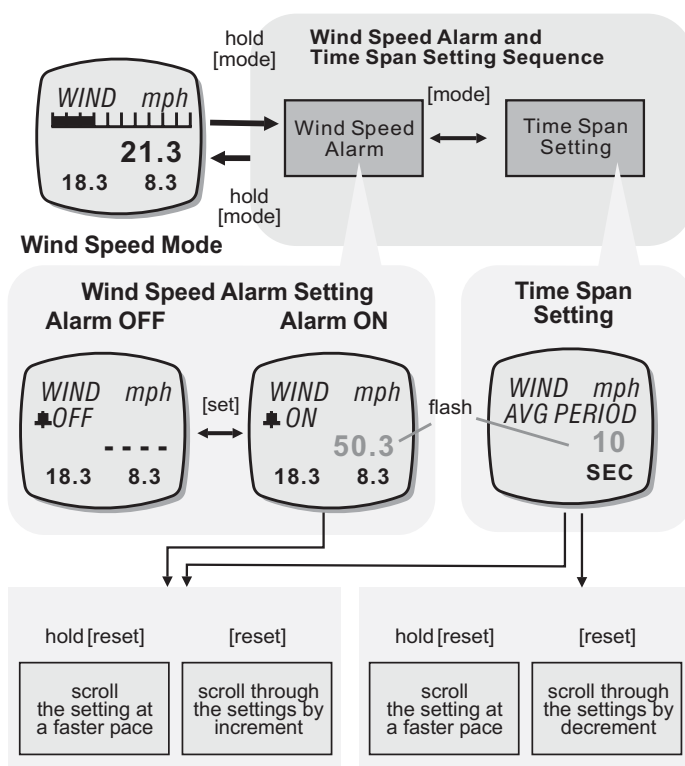 hold
[mode]
Wind Speed Alarm and
Time Span Setting Sequence
WIND mph
21.3
18.3 8.3
Wind Speed
Alarm
[mode]
Time Span
Setting
hold
[mode]
Wind Speed Mode
Wind Speed Alarm Setting
Alarm OFF Alarm ON
Time Span
Setting
WIND mph
OFF
- - - -
18.3 8.3
[set]
WIND mph
ON
50.3
18.3 8.3
flash
WIND mph
AVG PERIOD
10
SEC
hold [reset] [reset]
scroll
the setting at
a faster pace
scroll through
the settings by
increment
hold [reset] [reset]
scroll
the setting at
a faster pace
scroll through
the settings by
decrement